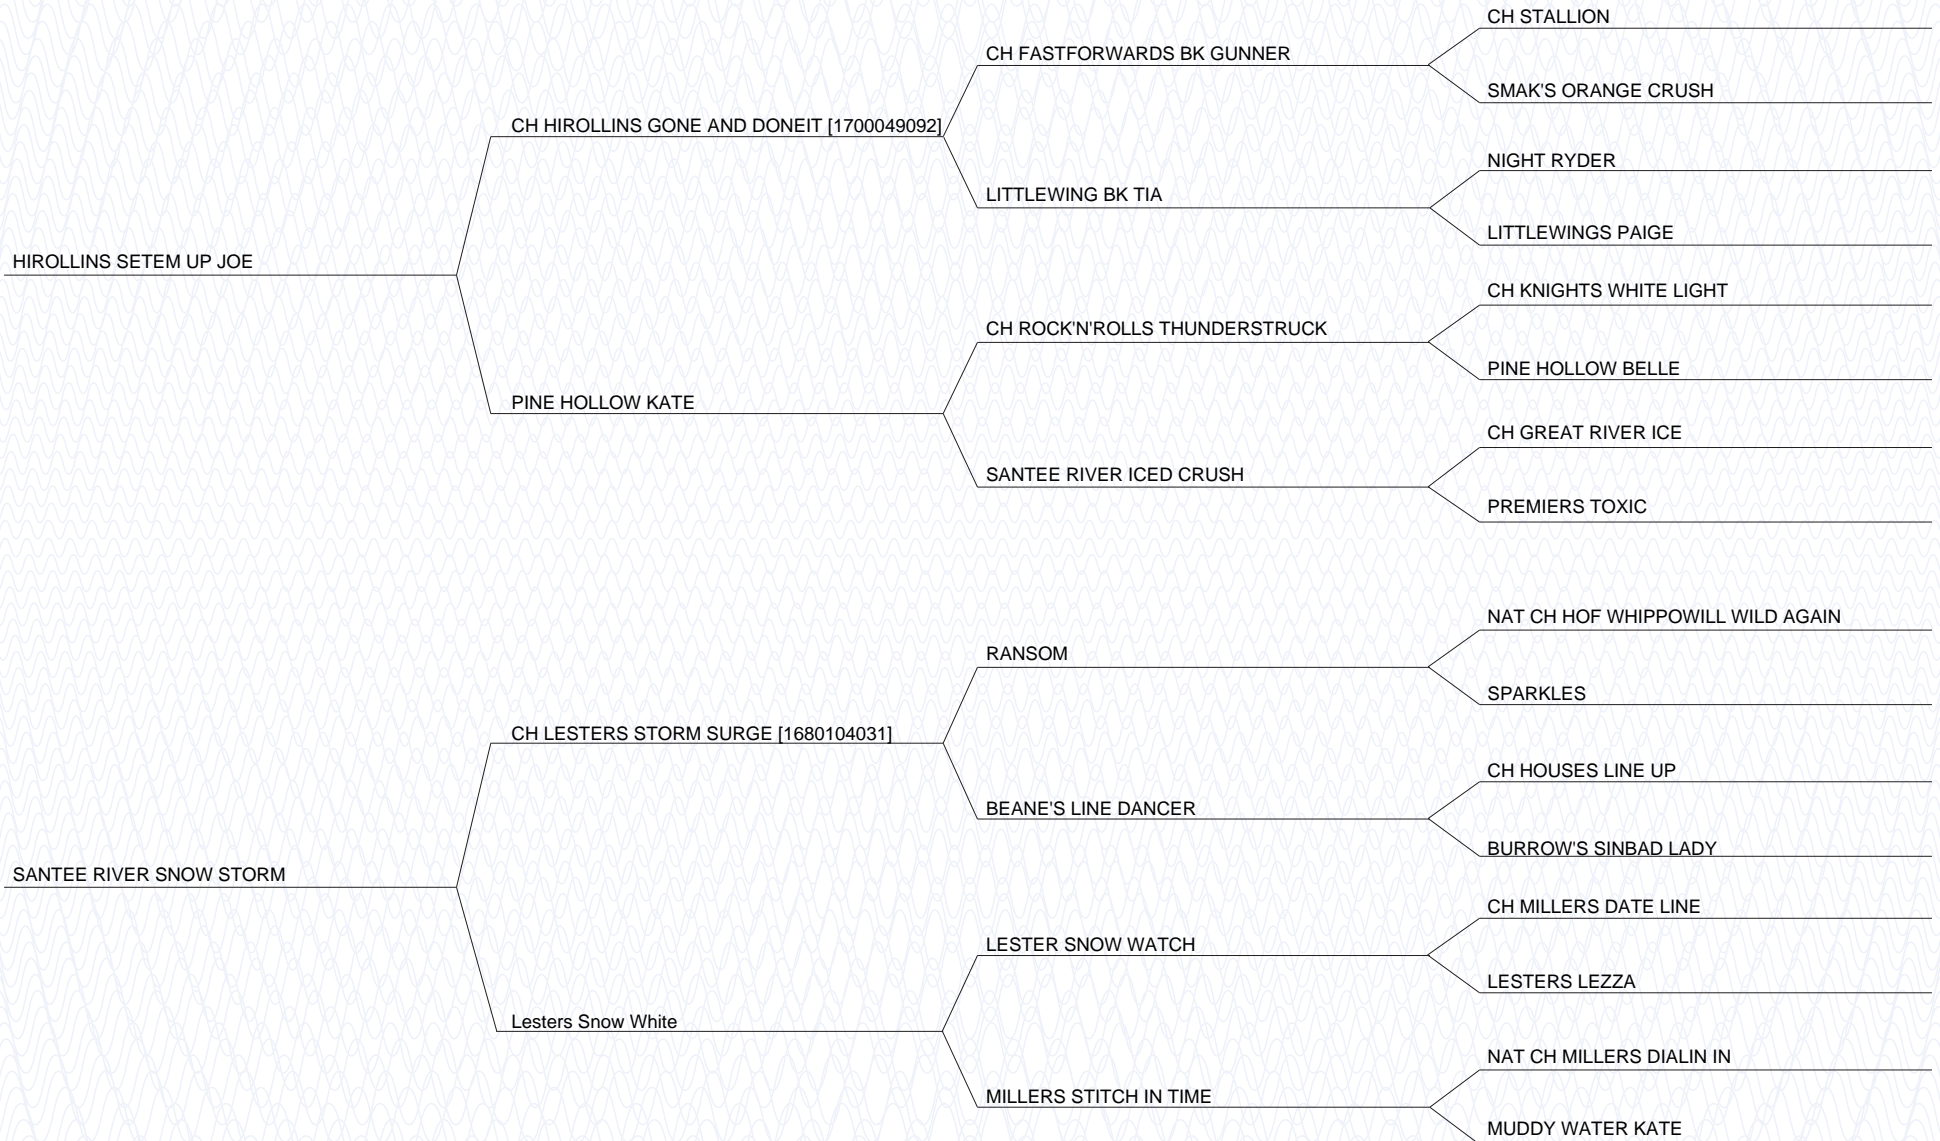 CH STALLION
CH FASTFORWARDS BK GUNNER
SMAK'S ORANGE CRUSH
CH HIROLLINS GONE AND DONEIT [1700049092]
NIGHT RYDER
LITTLEWING BK TIA
LITTLEWINGS PAIGE
HIROLLINS SETEM UP JOE
CH KNIGHTS WHITE LIGHT
CH ROCK'N'ROLLS THUNDERSTRUCK
PINE HOLLOW BELLE
PINE HOLLOW KATE
CH GREAT RIVER ICE
SANTEE RIVER ICED CRUSH
PREMIERS TOXIC
NAT CH HOF WHIPPOWILL WILD AGAIN
RANSOM
SPARKLES
CH LESTERS STORM SURGE [1680104031]
CH HOUSES LINE UP
BEANE'S LINE DANCER
BURROW'S SINBAD LADY
SANTEE RIVER SNOW STORM
CH MILLERS DATE LINE
LESTER SNOW WATCH
LESTERS LEZZA
Lesters Snow White
NAT CH MILLERS DIALIN IN
MILLERS STITCH IN TIME
MUDDY WATER KATE